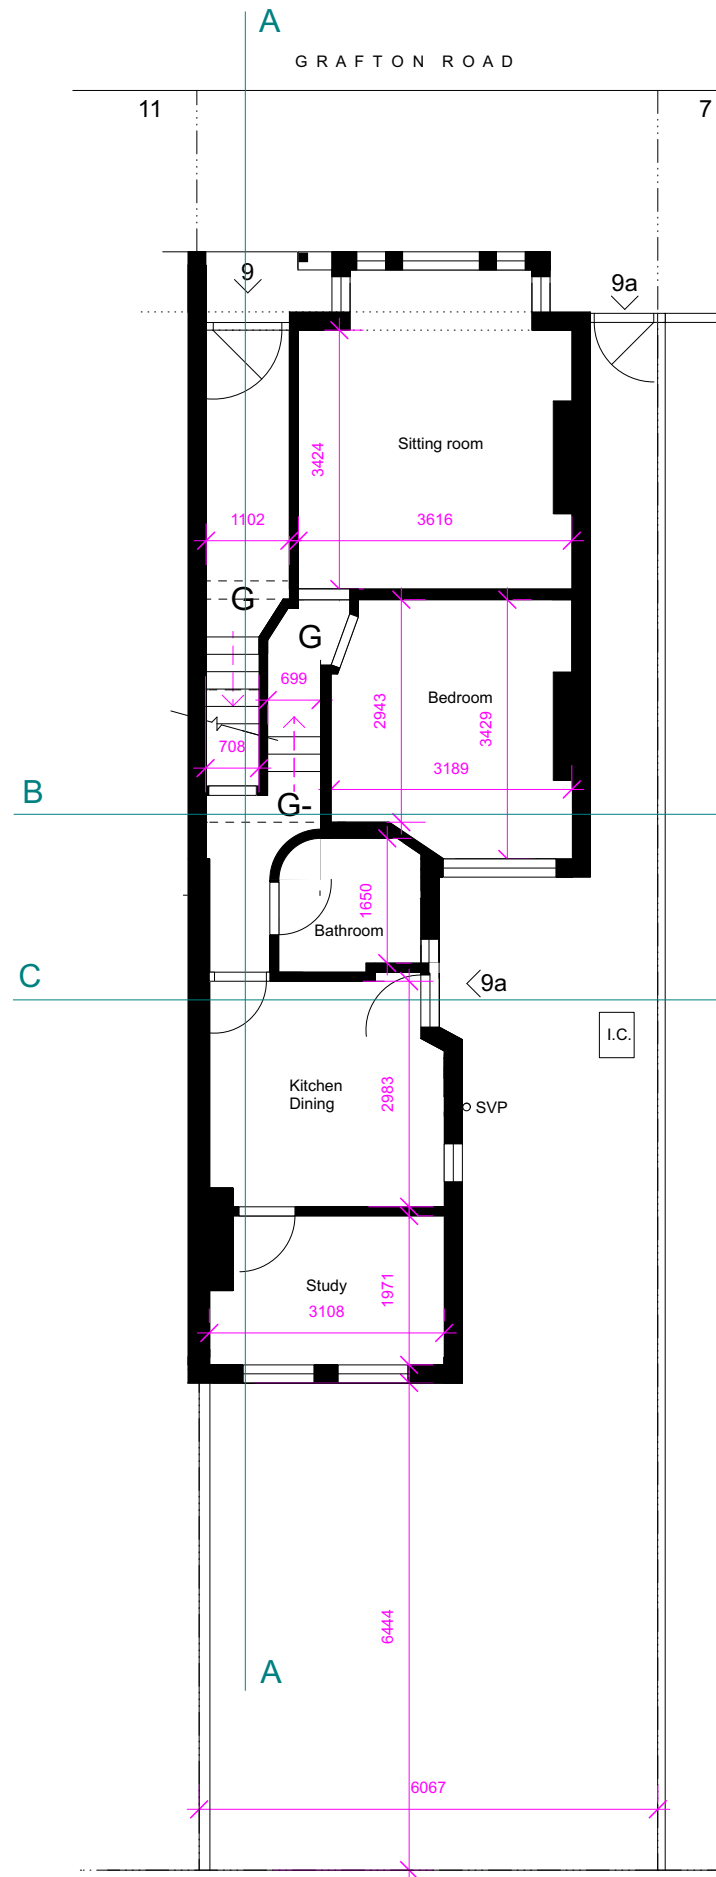 A
GRAFTON ROAD
11
7
9
9a
Sitting room
3424
1102
3616
G
G
699
2943
Bedroom
3429
708
3189
B
G-
1650
Bathroom
C
9a
I.C.
Kitchen
Dining
2983
SVP
Study
1971
3108
6444
A
6067